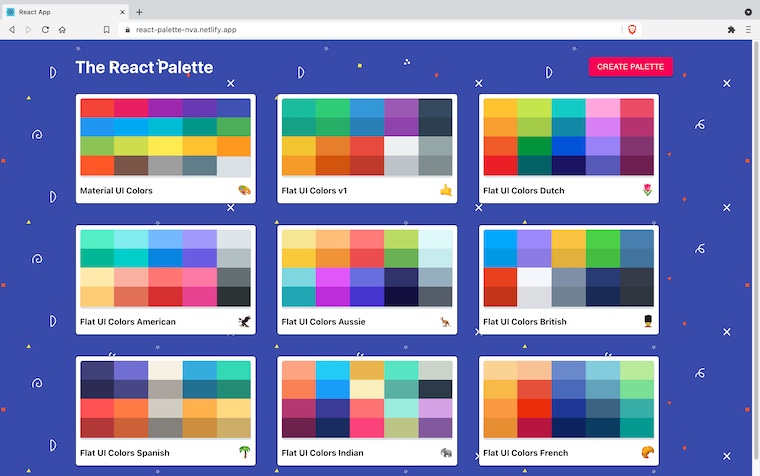 React App
react-palette-nva.netlify.app
The React Palette
CREATE PALETTE
Material UI Colors
Flat UI Colors v1
Flat UI Colors Dutch
Flat UI Colors American
Flat UI Colors Aussie
Flat UI Colors British
Flat UI Colors Spanish
Flat UI Colors Indian
Flat UI Colors French